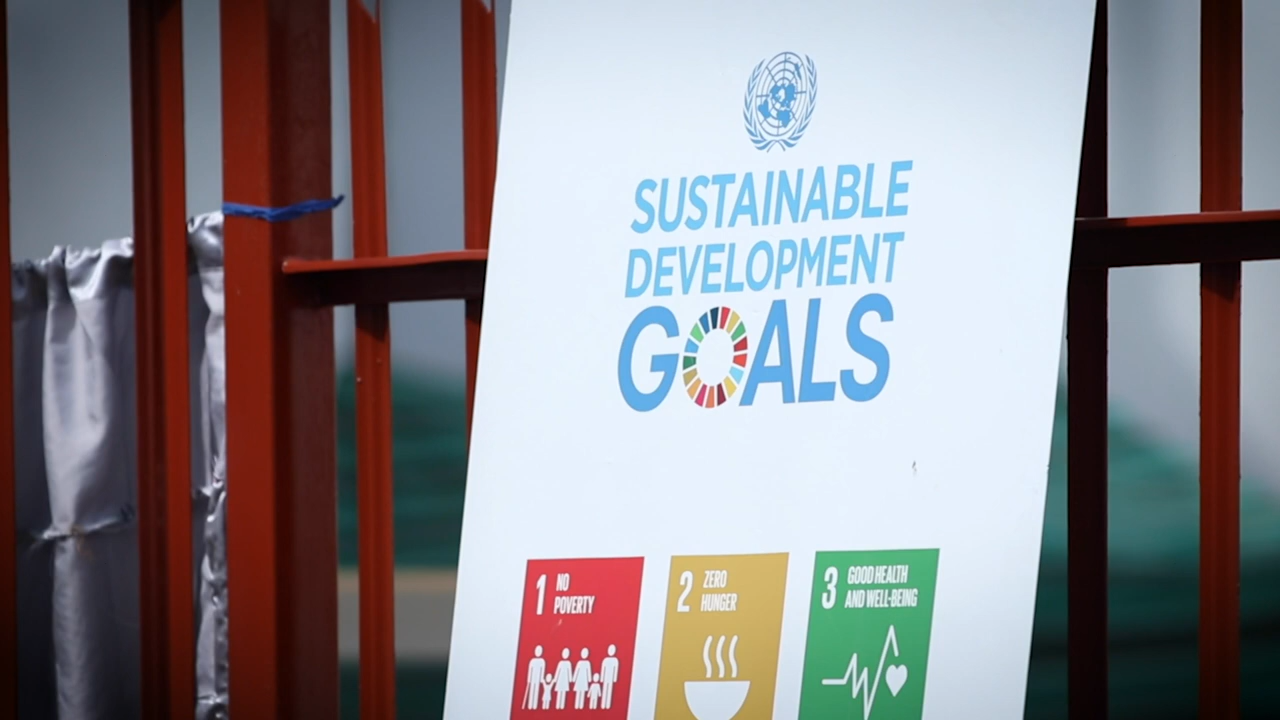 SUSTAINABLE
DEVELOPMENT
GOALS
1 NO
POVERTY
2 ZERO
HUNGER
3 GOOD HEALTH
AND WELL-BEING